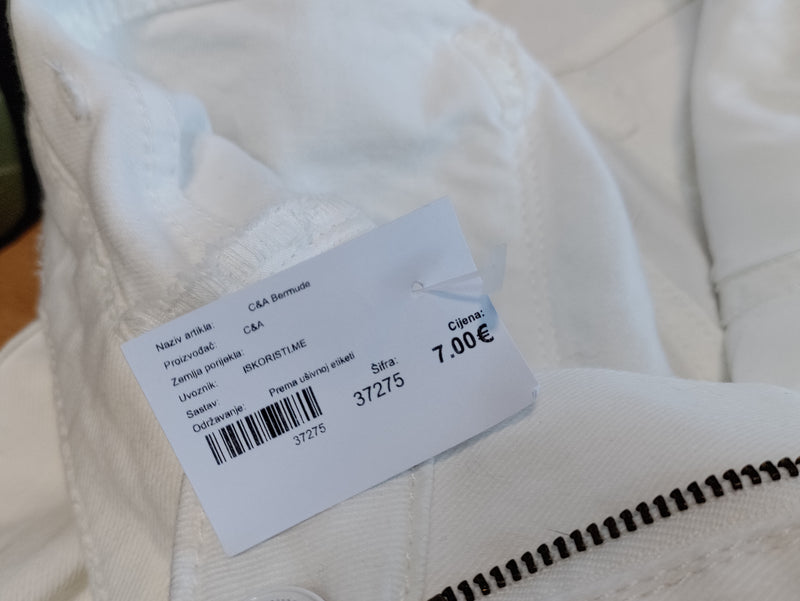 Naziv artikla: C&A Bermude
Proizvođač: C&A
Zamlja porijekla:
Uvoznik: ISKORISTI.ME
Sastav:
Održavanje: Prema ušivnoj etiketi
37275
Šifra:
37275
Cijena:
7.00€